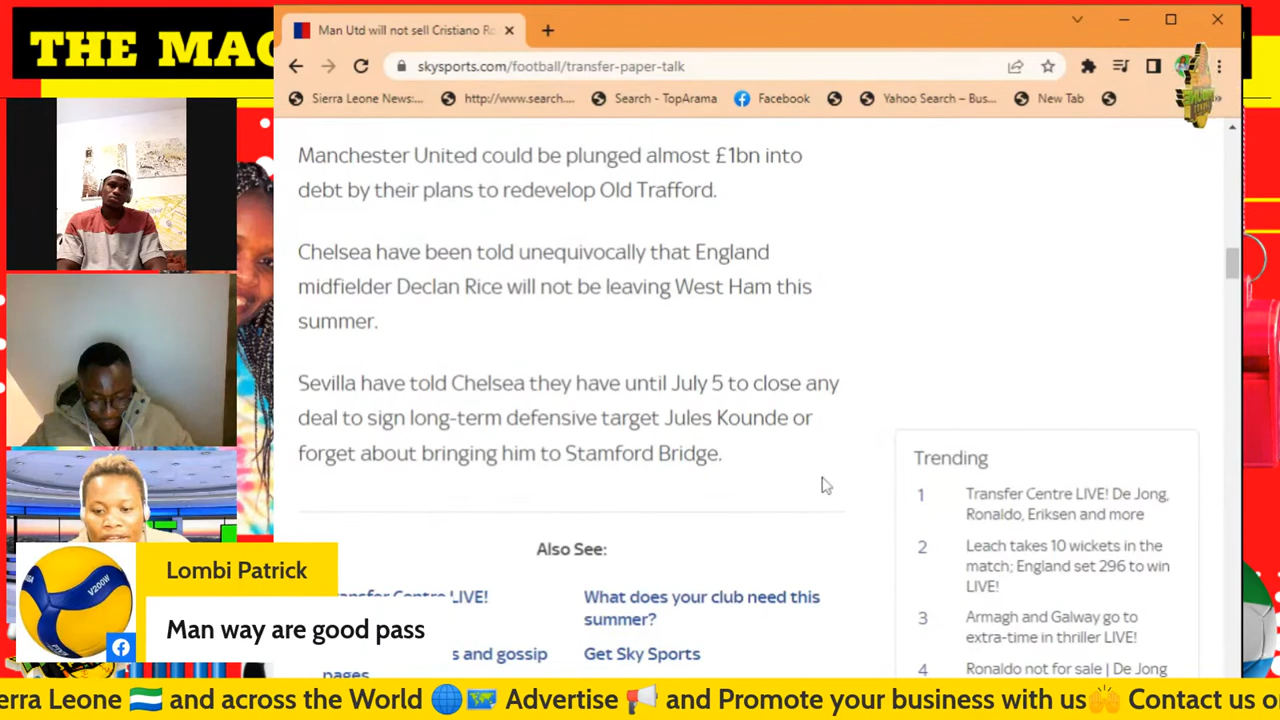 THE MAG
Man Utd will not sell Cristiano Ro
skysports.com/football/transfer-paper-talk
Sierra Leone News:...
http://www.search....
Search - TopArama
Facebook
Yahoo Search – Bus...
New Tab
Manchester United could be plunged almost £1bn into
debt by their plans to redevelop Old Trafford.
Chelsea have been told unequivocally that England
midfielder Declan Rice will not be leaving West Ham this
summer.
Sevilla have told Chelsea they have until July 5 to close any
deal to sign long-term defensive target Jules Kounde or
forget about bringing him to Stamford Bridge.
Trending
1 Transfer Centre LIVE! De Jong,
Ronaldo, Eriksen and more
2 Leach takes 10 wickets in the
match; England set 296 to win
LIVE!
3 Armagh and Galway go to
extra-time in thriller LIVE!
4 Ronaldo not for sale | De Jong
Also See:
LIVE!
What does your club need this
summer?
s and gossip
Get Sky Sports
pages
V200W
Lombi Patrick
Man way are good pass
erra Leone 🇸🇱 and across the World 🌐🗺️ Advertise 📢 and Promote your business with us🙌 Contact us o